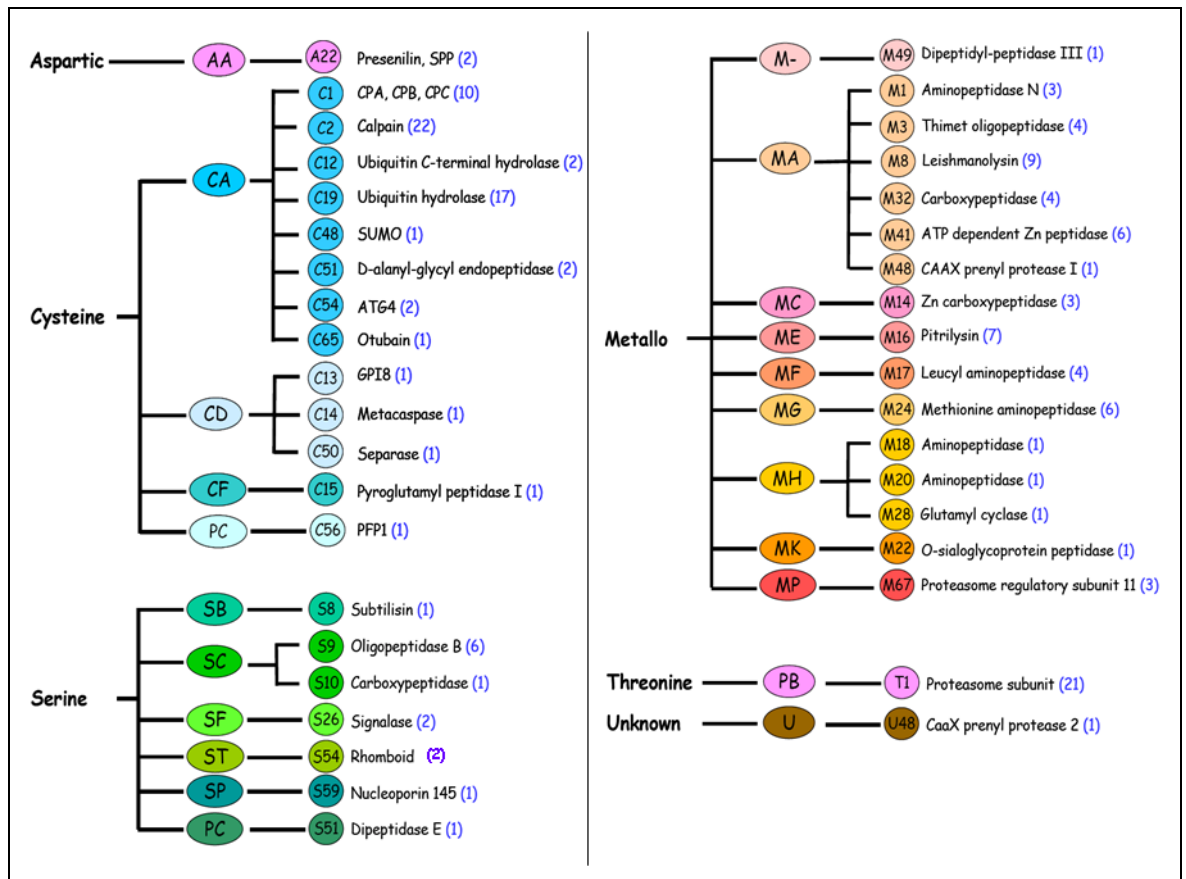 Aspartic AA A22 Presenilin, SPP (2)
Cysteine
CA
C1 CPA, CPB, CPC (10)
C2 Calpain (22)
C12 Ubiquitin C-terminal hydrolase (2)
C19 Ubiquitin hydrolase (17)
C48 SUMO (1)
C51 D-alanyl-glycyl endopeptidase (2)
C54 ATG4 (2)
C65 Otubain (1)
CD
C13 GPI8 (1)
C14 Metacaspase (1)
C50 Separase (1)
CF C15 Pyroglutamyl peptidase I (1)
PC C56 PFP1 (1)
Serine
SB S8 Subtilisin (1)
SC
S9 Oligopeptidase B (6)
S10 Carboxypeptidase (1)
SF S26 Signalase (2)
ST S54 Rhomboid (2)
SP S59 Nucleoporin 145 (1)
PC S51 Dipeptidase E (1)
Metallo
M- M49 Dipeptidyl-peptidase III (1)
MA
M1 Aminopeptidase N (3)
M3 Thimet oligopeptidase (4)
M8 Leishmanolysin (9)
M32 Carboxypeptidase (4)
M41 ATP dependent Zn peptidase (6)
M48 CAAX prenyl protease I (1)
MC M14 Zn carboxypeptidase (3)
ME M16 Pitrilysin (7)
MF M17 Leucyl aminopeptidase (4)
MG M24 Methionine aminopeptidase (6)
MH
M18 Aminopeptidase (1)
M20 Aminopeptidase (1)
M28 Glutamyl cyclase (1)
MK M22 O-sialoglycoprotein peptidase (1)
MP M67 Proteasome regulatory subunit 11 (3)
Threonine PB T1 Proteasome subunit (21)
Unknown U U48 CaaX prenyl protease 2 (1)